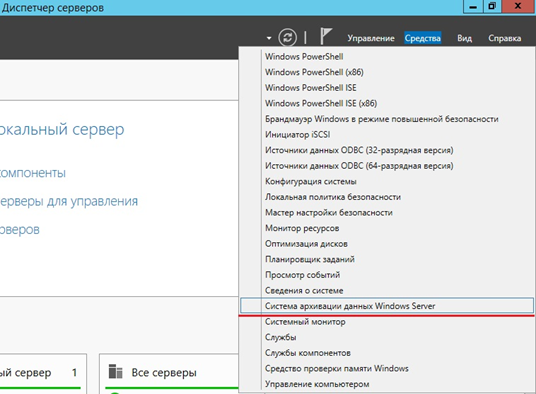 Диспетчер серверов
Управление Средства Вид Справка
Windows PowerShell
Windows PowerShell (x86)
Windows PowerShell ISE
Windows PowerShell ISE (x86)
Брандмауэр Windows в режиме повышенной безопасности
Инициатор iSCSI
Источники данных ODBC (32-разрядная версия)
Источники данных ODBC (64-разрядная версия)
Конфигурация системы
Локальная политика безопасности
Мастер настройки безопасности
Монитор ресурсов
Оптимизация дисков
Планировщик заданий
Просмотр событий
Сведения о системе
Система архивации данных Windows Server
Системный монитор
Службы
Службы компонентов
Средство проверки памяти Windows
Управление компьютером
окальный сервер
омпоненты
ерверы для управления
рверов
ый сервер 1
Все серверы